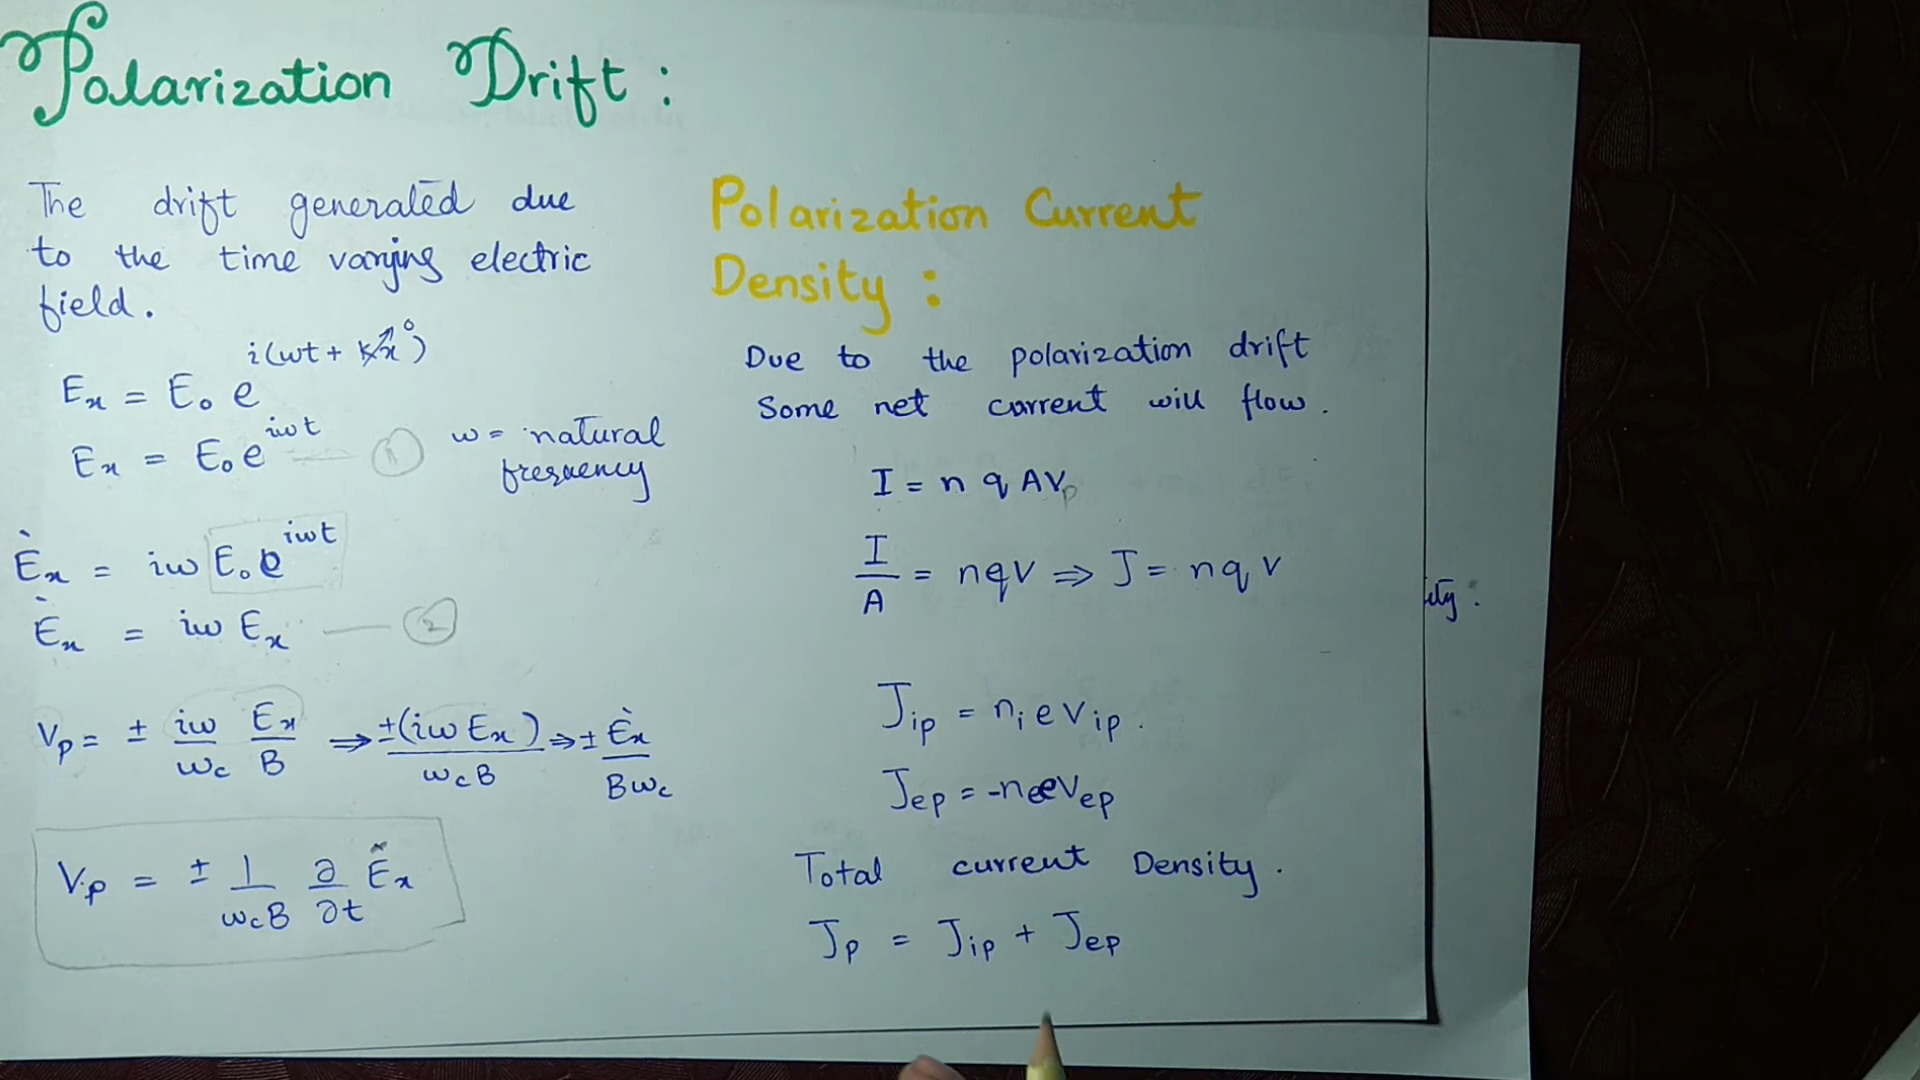 Polarization Drift :
The drift generated due
to the time varying electric
field.
Ex = E₀ e^i(ωt + kx)⁰
Ex = E₀ e^iωt — ① ω = natural
frequency
Ėx = iω E₀ e^iωt
Ėx = iω Ex — ②
Vp = ± iω/ωc Ex/B ⇒ ±(iω Ex)/ωcB ⇒ ± Ėx/Bωc
Vp = ± 1/ωcB ∂/∂t Ex
Polarization Current
Density :
Due to the polarization drift
Some net current will flow.
I = n q A Vp
I/A = nqv ⇒ J = nqv
Jip = ni e Vip.
Jep = -ne e Vep
Total current Density.
Jp = Jip + Jep
ity :